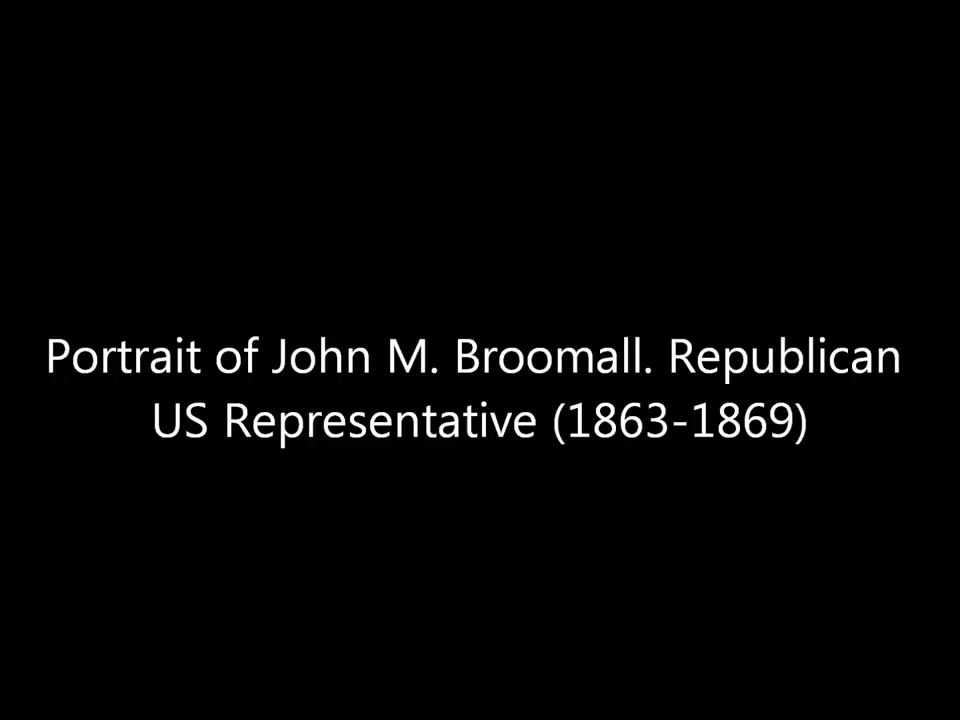 Portrait of John M. Broomall. Republican
US Representative (1863-1869)